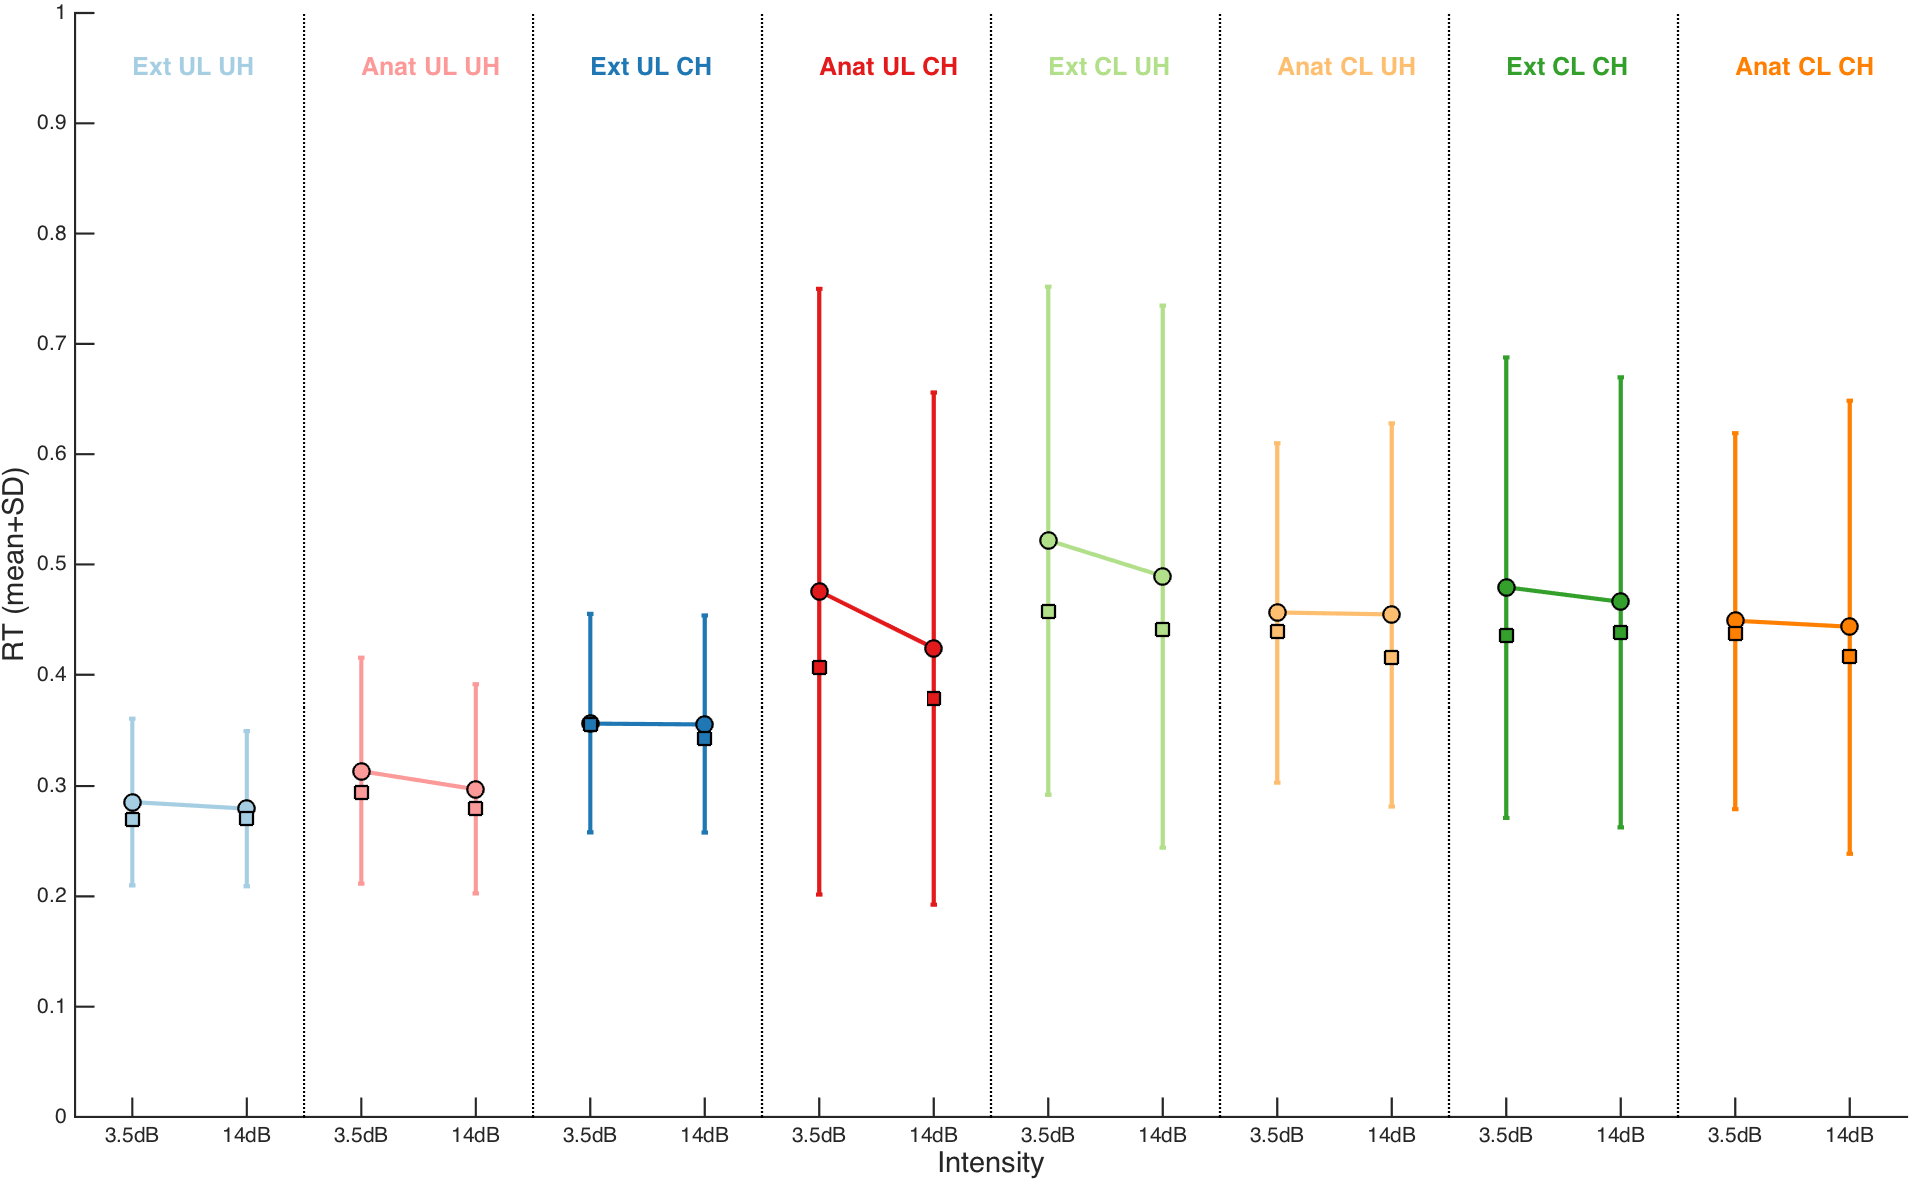 Ext UL UH Anat UL UH Ext UL CH Anat UL CH Ext CL UH Anat CL UH Ext CL CH Anat CL CH
RT (mean+SD)
1
0.9
0.8
0.7
0.6
0.5
0.4
0.3
0.2
0.1
0
3.5dB 14dB 3.5dB 14dB 3.5dB 14dB 3.5dB 14dB 3.5dB 14dB 3.5dB 14dB 3.5dB 14dB 3.5dB 14dB
Intensity